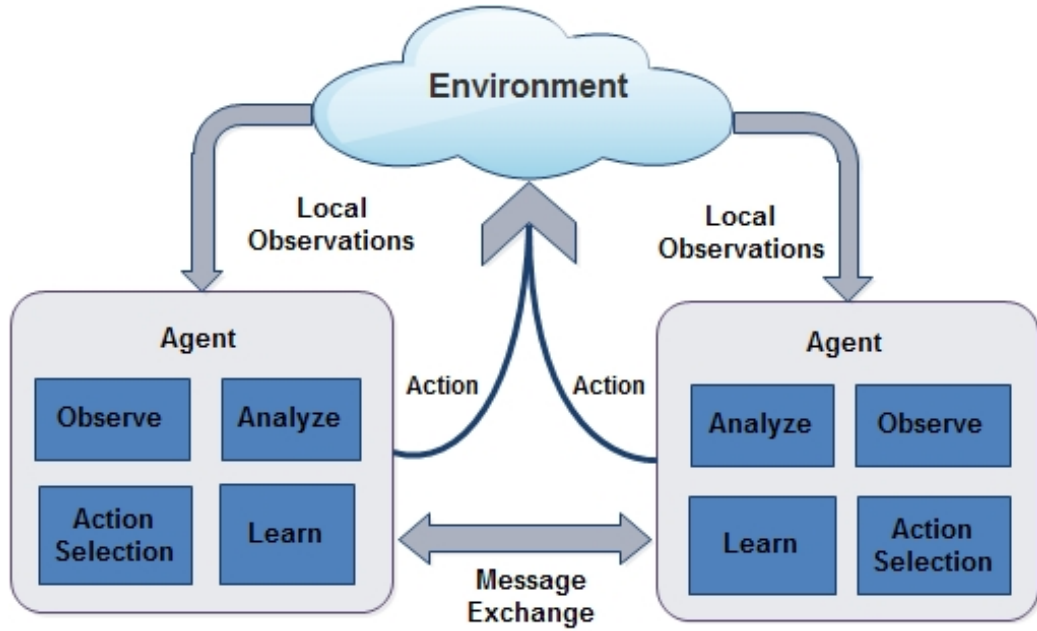 Environment
Local
Observations
Local
Observations
Agent
Observe
Analyze
Action
Selection
Learn
Action
Action
Agent
Analyze
Observe
Learn
Action
Selection
Message
Exchange